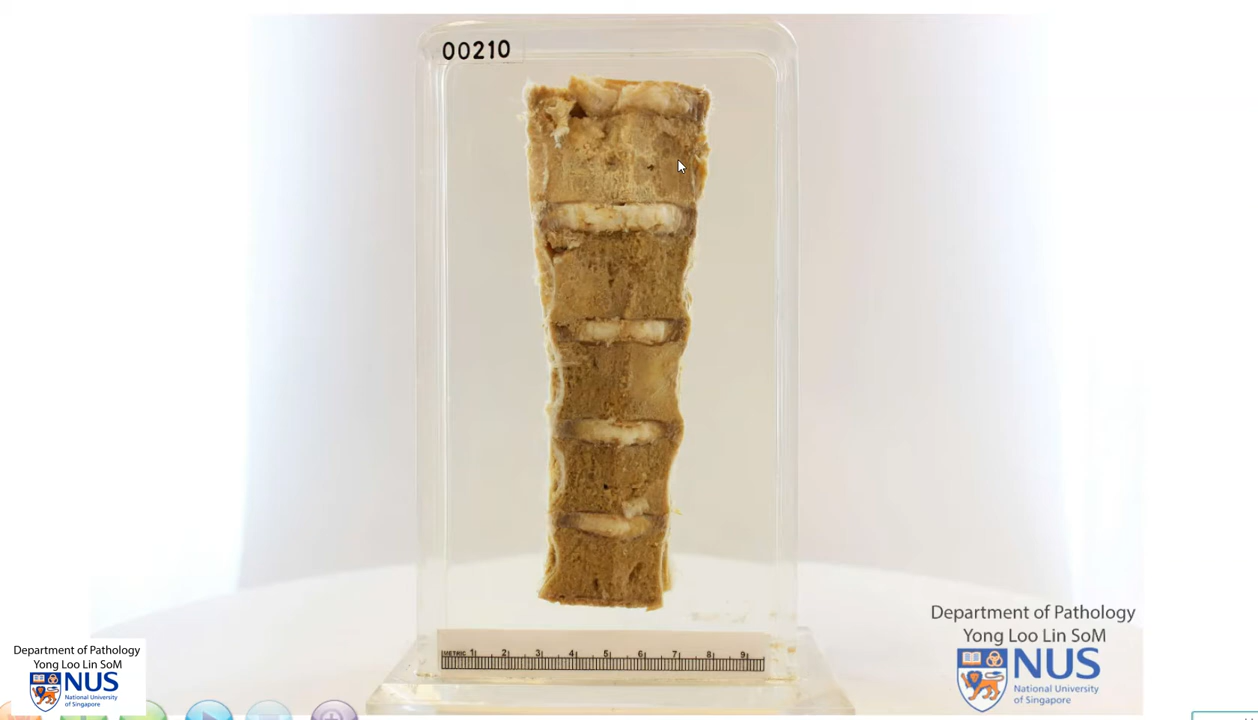 00210
METRIC 1 2 3 4 5 6 7 8 9
Department of Pathology
Yong Loo Lin SoM
NUS
National University
of Singapore
Department of Pathology
Yong Loo Lin SoM
NUS
National University
of Singapore